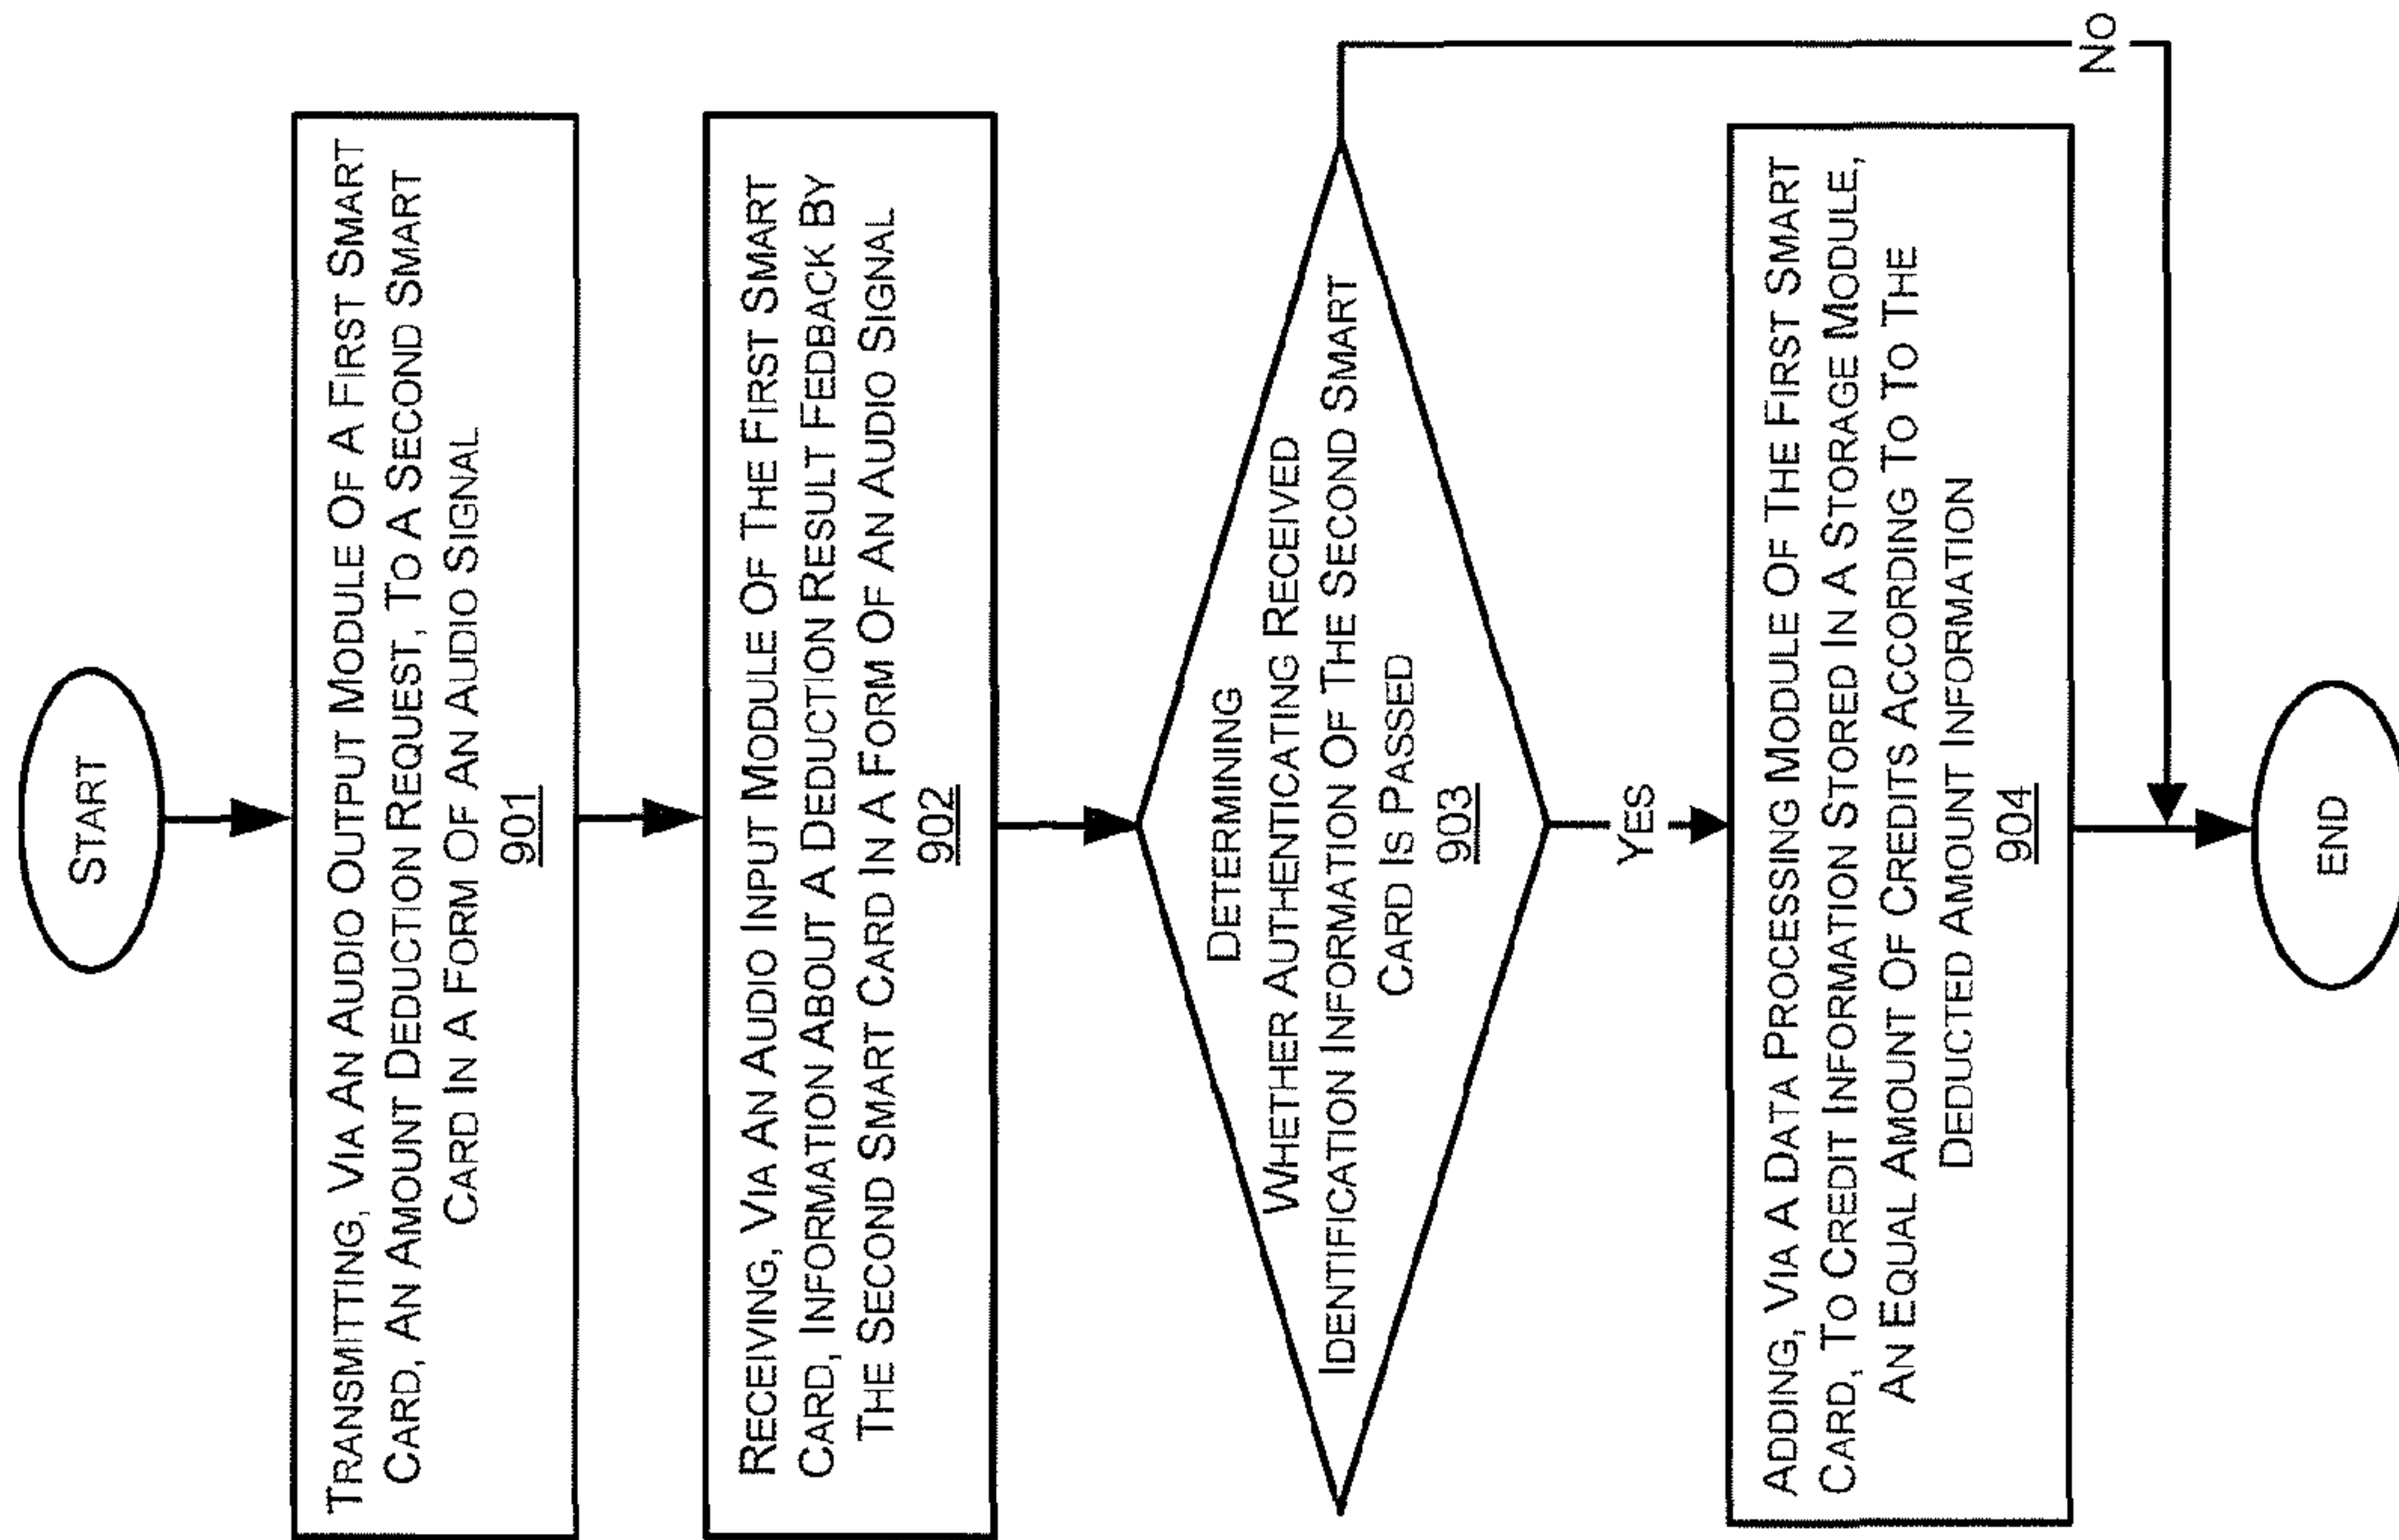 START
TRANSMITTING, VIA AN AUDIO OUTPUT MODULE OF A FIRST SMART
CARD, AN AMOUNT DEDUCTION REQUEST, TO A SECOND SMART
CARD IN A FORM OF AN AUDIO SIGNAL
901
RECEIVING, VIA AN AUDIO INPUT MODULE OF THE FIRST SMART
CARD, INFORMATION ABOUT A DEDUCTION RESULT FEEDBACK BY
THE SECOND SMART CARD IN A FORM OF AN AUDIO SIGNAL
902
DETERMINING
WHETHER AUTHENTICATING RECEIVED
IDENTIFICATION INFORMATION OF THE SECOND SMART
CARD IS PASSED
903
YES
ADDING, VIA A DATA PROCESSING MODULE OF THE FIRST SMART
CARD, TO CREDIT INFORMATION STORED IN A STORAGE MODULE,
AN EQUAL AMOUNT OF CREDITS ACCORDING TO TO THE
DEDUCTED AMOUNT INFORMATION
904
NO
END